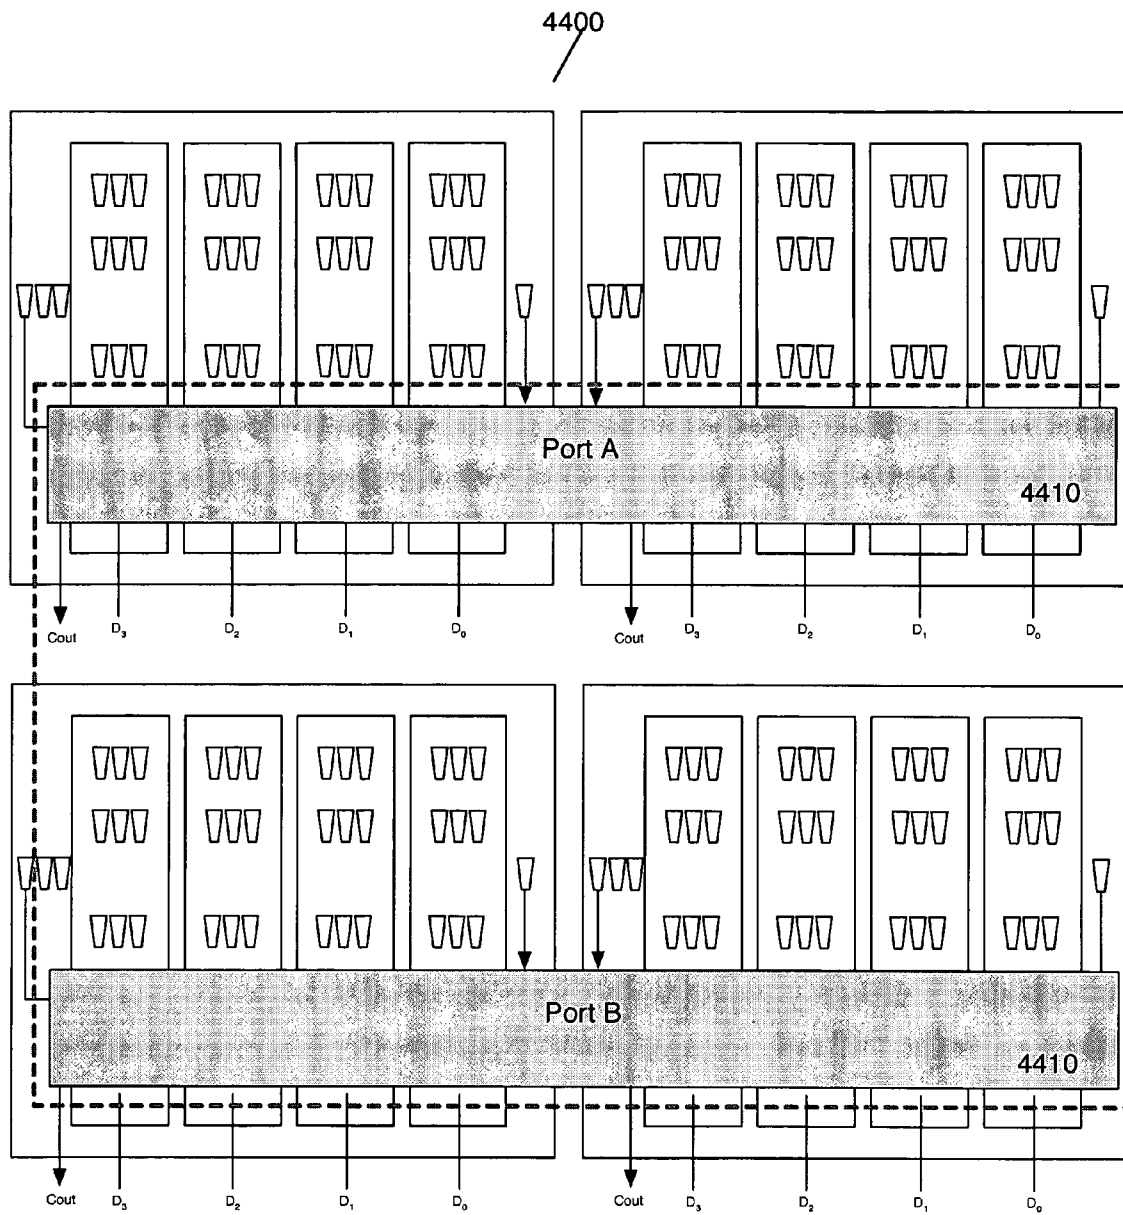 4400
Port A
4410
Cout D₃ D₂ D₁ D₀ Cout D₃ D₂ D₁ D₀
Port B
4410
Cout D₃ D₂ D₁ D₀ Cout D₃ D₂ D₁ D₀